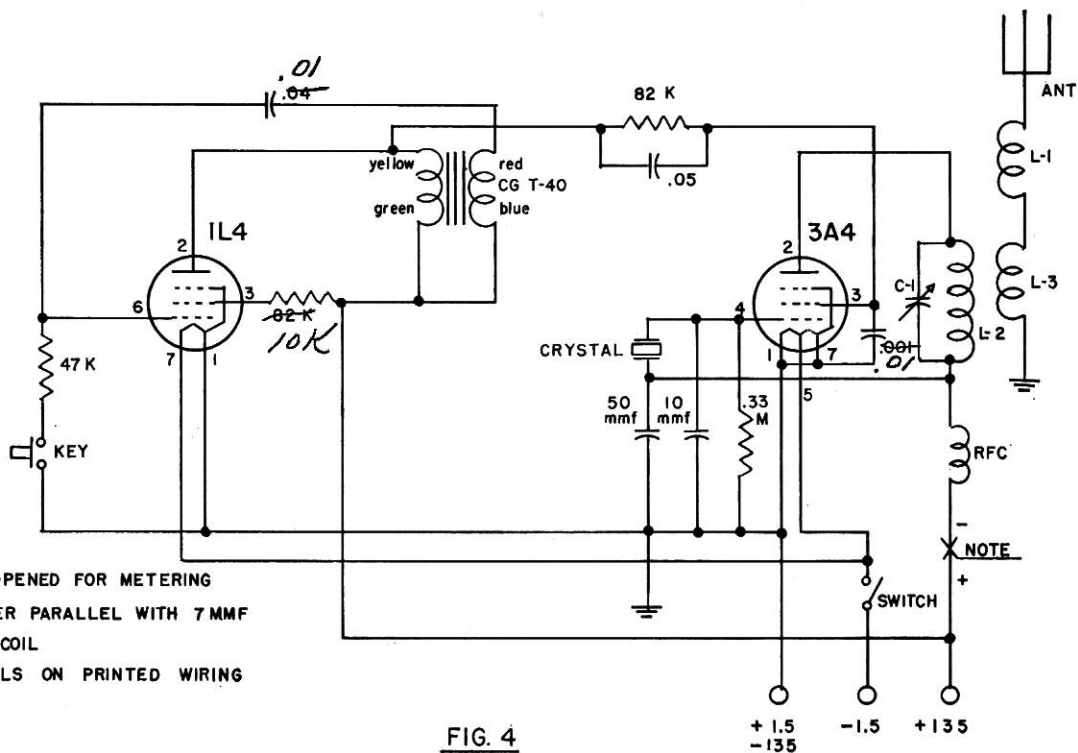 .01
.04
82 K
ANT
yellow
red
CG T-40
.05
L-1
green
blue
1L4
3A4
2
2
6
3
C-1
L-3
82 K
10K
4
3
L-2
47 K
7
1
CRYSTAL
1
7
.001
.01
5
50
mmf
10
mmf
.33
M
RFC
KEY
-
NOTE
+
PENED FOR METERING
SWITCH
ER PARALLEL WITH 7 MMF
COIL
LS ON PRINTED WIRING
+ 1.5
-135
-1.5
+135
FIG. 4